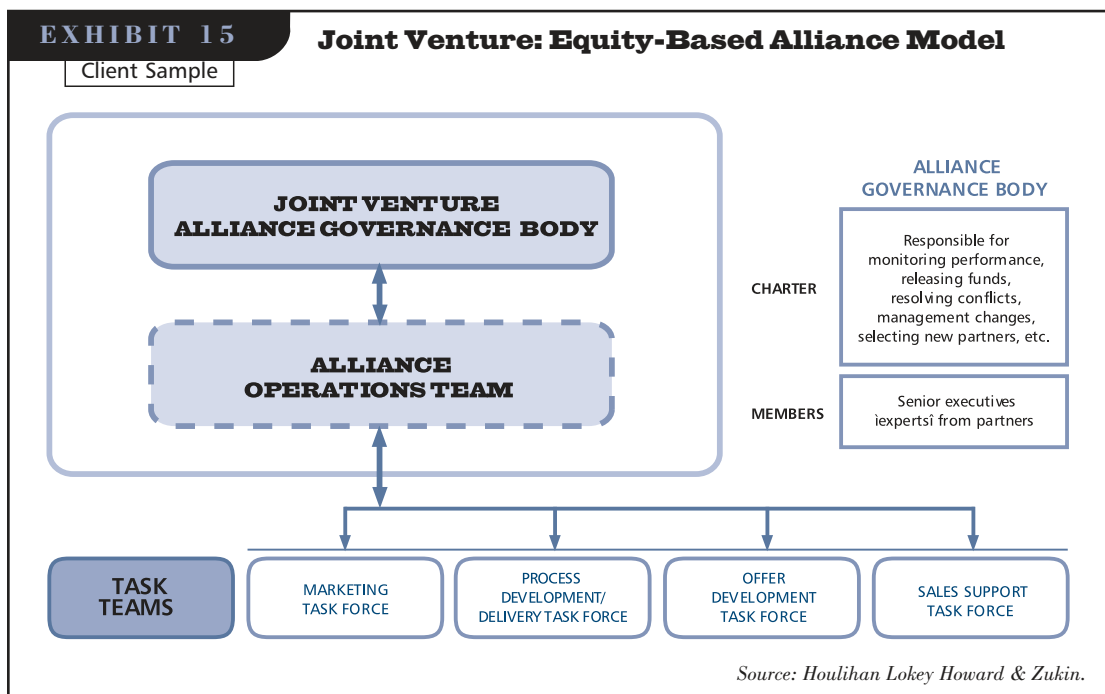 EXHIBIT 15
Joint Venture: Equity-Based Alliance Model
Client Sample
JOINT VENTURE
ALLIANCE GOVERNANCE BODY
ALLIANCE
OPERATIONS TEAM
ALLIANCE
GOVERNANCE BODY
CHARTER
Responsible for
monitoring performance,
releasing funds,
resolving conflicts,
management changes,
selecting new partners, etc.
MEMBERS
Senior executives
ìexpertsî from partners
TASK
TEAMS
MARKETING
TASK FORCE
PROCESS
DEVELOPMENT/
DELIVERY TASK FORCE
OFFER
DEVELOPMENT
TASK FORCE
SALES SUPPORT
TASK FORCE
Source: Houlihan Lokey Howard & Zukin.